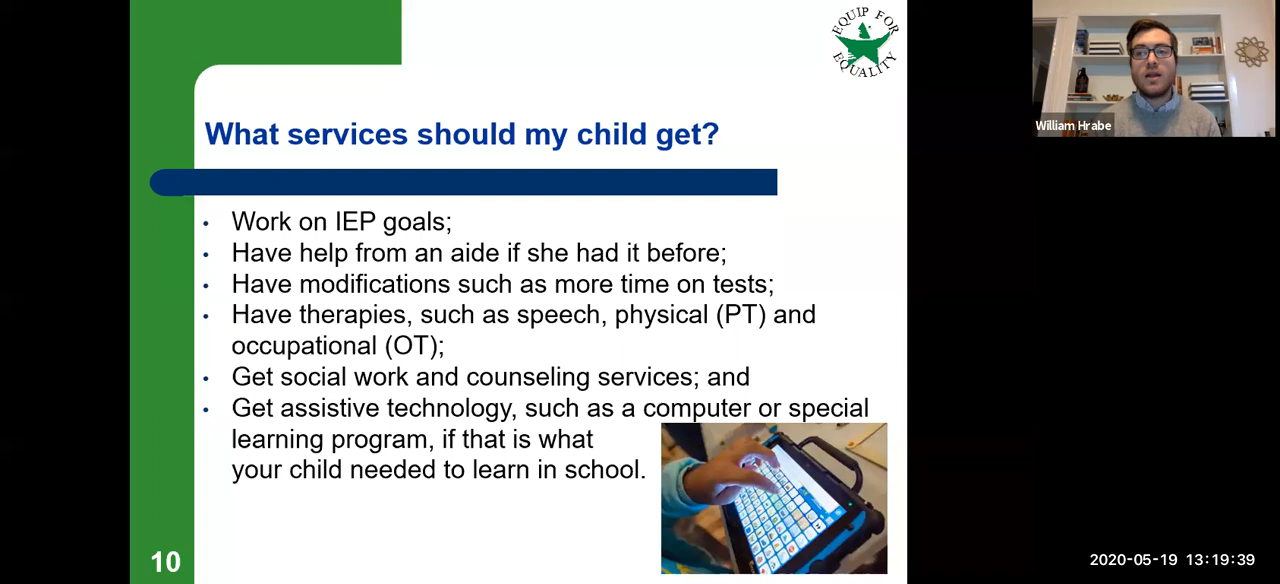 EQUIP FOR
EQUALITY
What services should my child get?
• Work on IEP goals;
• Have help from an aide if she had it before;
• Have modifications such as more time on tests;
• Have therapies, such as speech, physical (PT) and
occupational (OT);
• Get social work and counseling services; and
• Get assistive technology, such as a computer or special
learning program, if that is what
your child needed to learn in school.
10
William Hrabe
2020-05-19 13:19:39